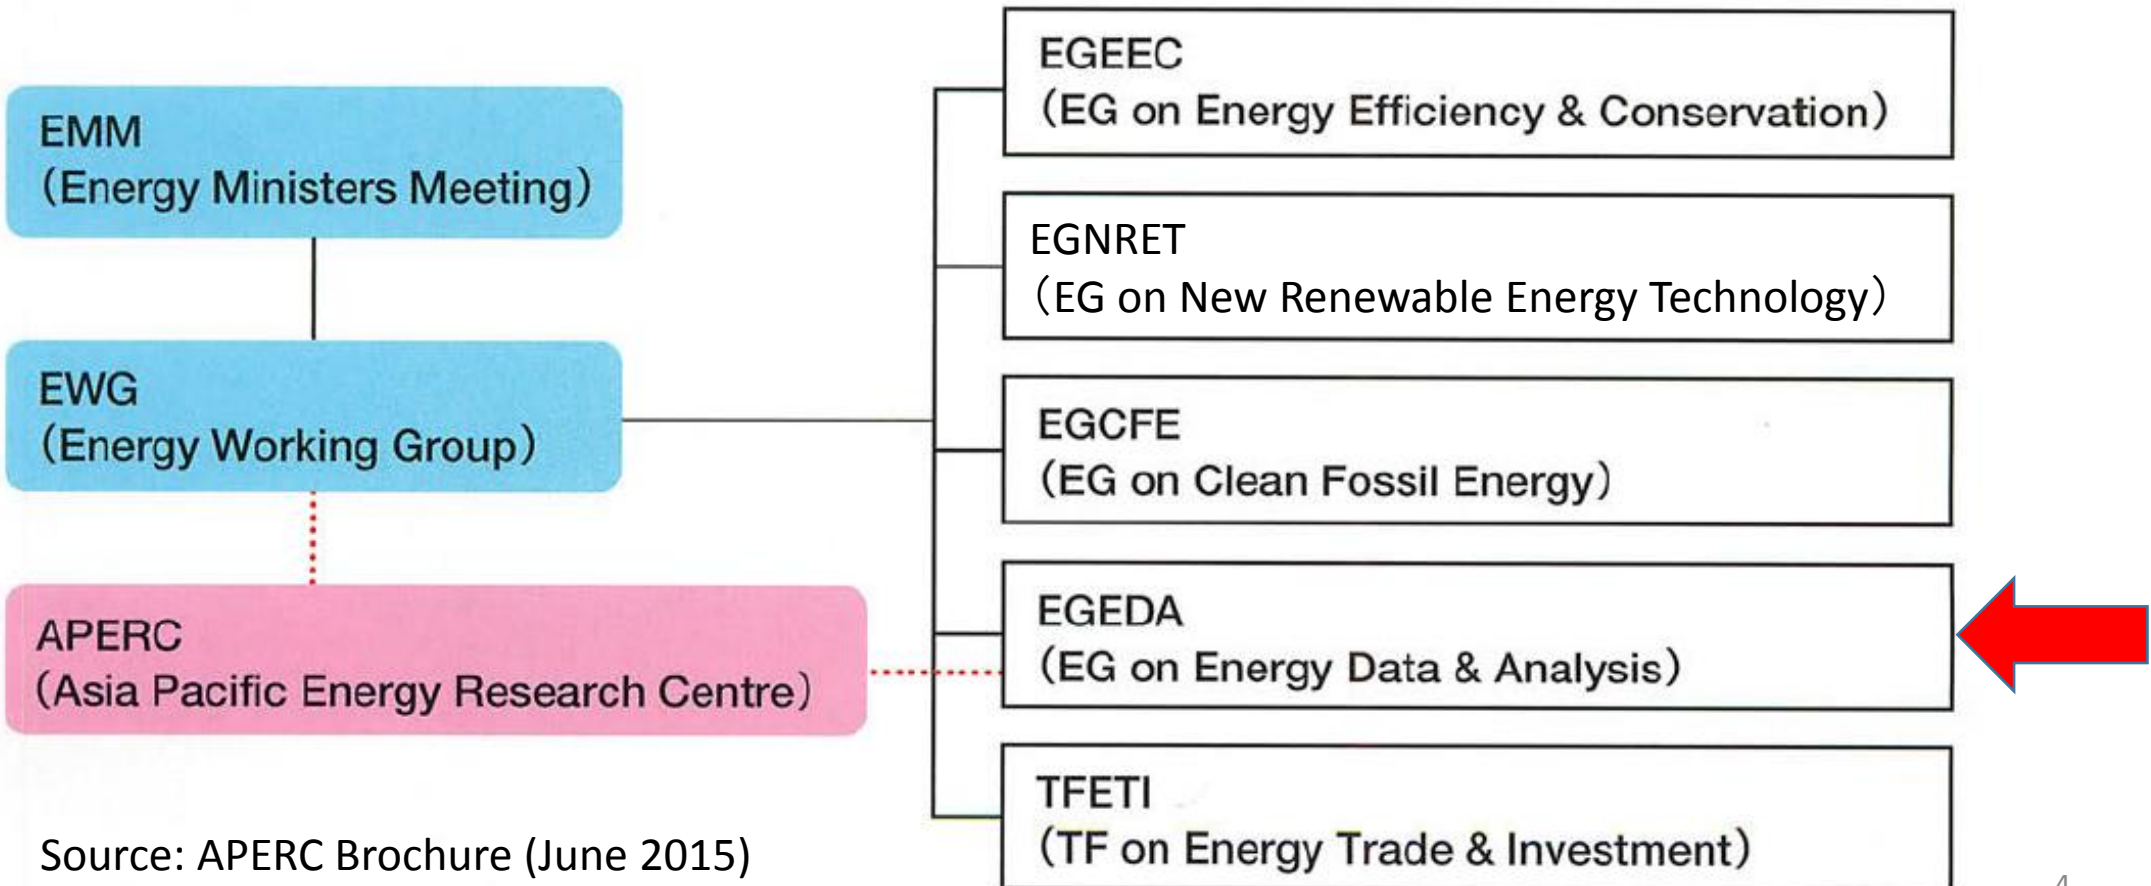 EMM
(Energy Ministers Meeting)
EWG
(Energy Working Group)
APERC
(Asia Pacific Energy Research Centre)
EGEEC
(EG on Energy Efficiency & Conservation)
EGNRET
(EG on New Renewable Energy Technology)
EGCFE
(EG on Clean Fossil Energy)
EGEDA
(EG on Energy Data & Analysis)
TFETI
(TF on Energy Trade & Investment)
Source: APERC Brochure (June 2015)
4